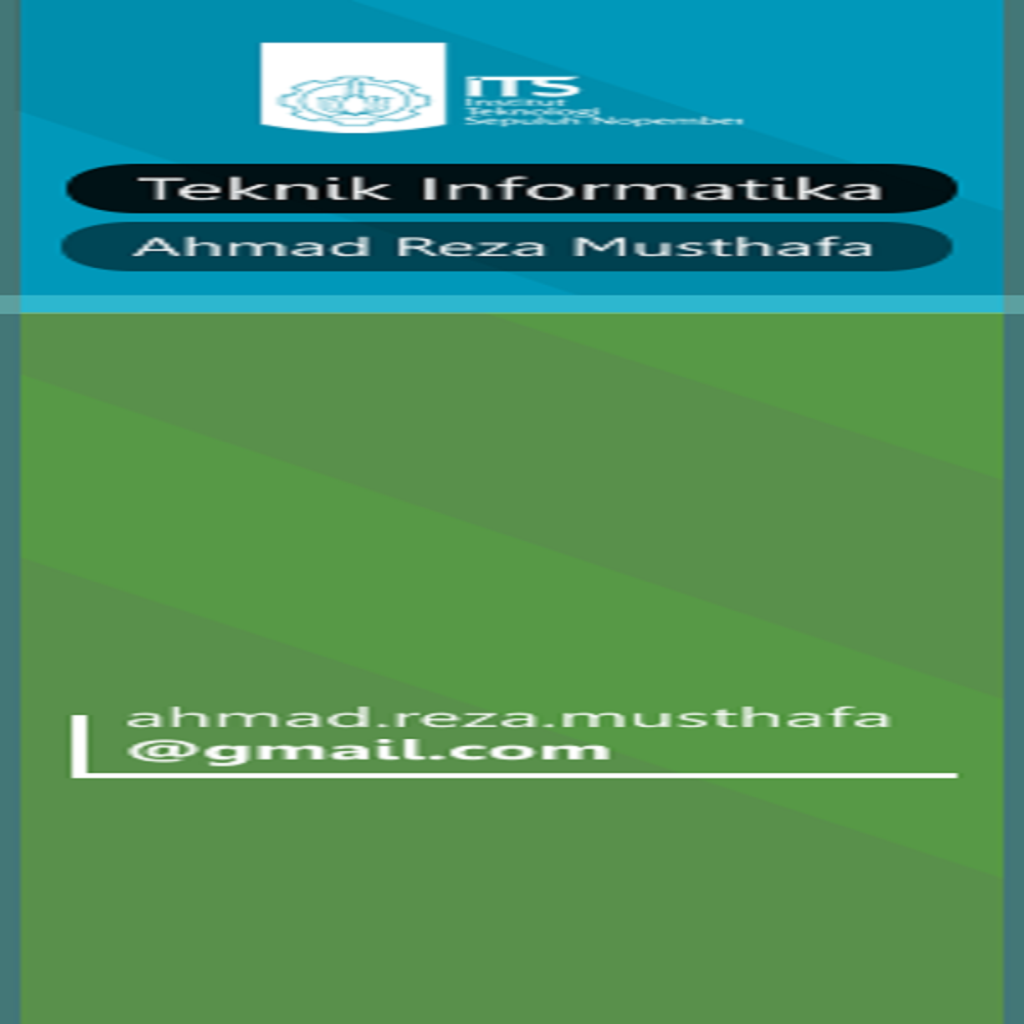 iTS
Institut
Teknologi
Sepuluh Nopember
Teknik Informatika
Ahmad Reza Musthafa
ahmad.reza.musthafa
@gmail.com